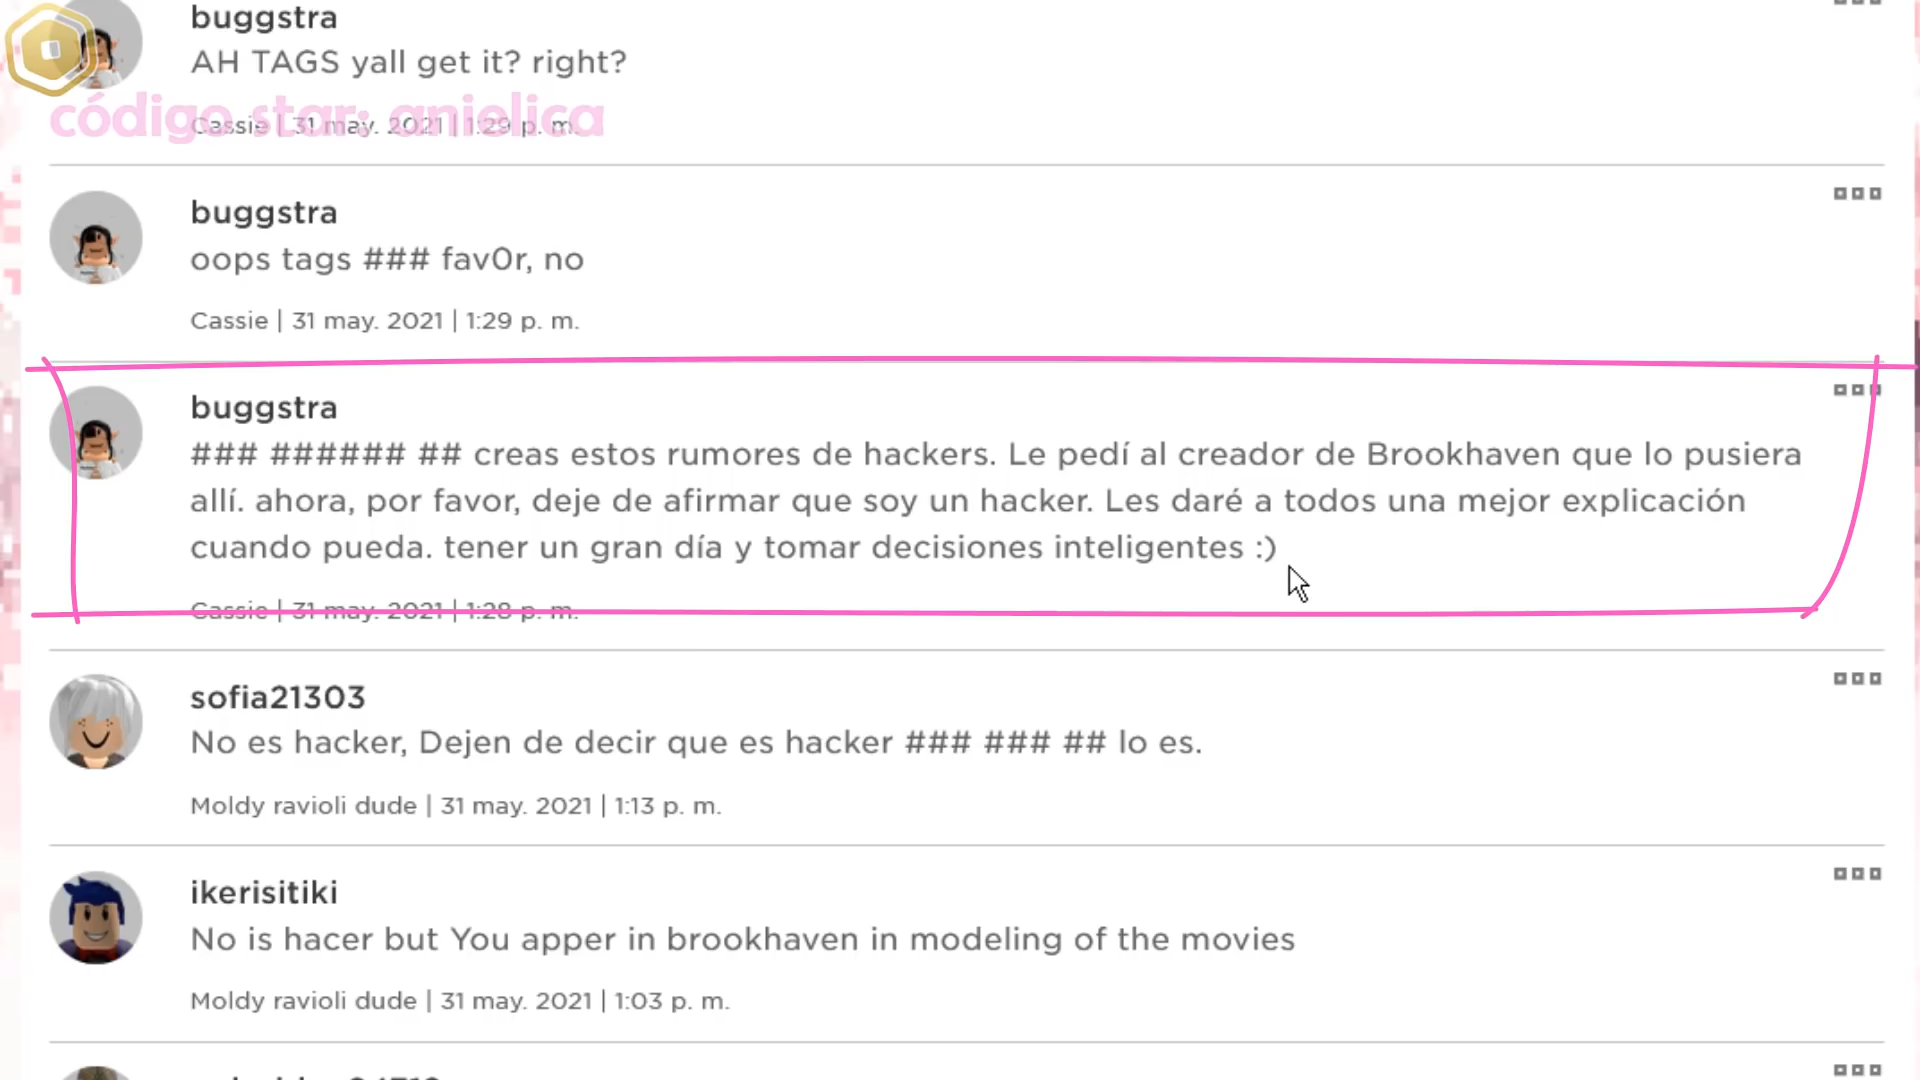 buggstra
AH TAGS yall get it? right?
código star: anielica
Cassie | 31 may. 2021 | 1:29 p. m.
buggstra
oops tags ### fav0r, no
Cassie | 31 may. 2021 | 1:29 p. m.
buggstra
### ###### ## creas estos rumores de hackers. Le pedí al creador de Brookhaven que lo pusiera
allí. ahora, por favor, deje de afirmar que soy un hacker. Les daré a todos una mejor explicación
cuando pueda. tener un gran día y tomar decisiones inteligentes :)
Cassie | 31 may. 2021 | 1:28 p. m.
sofia21303
No es hacker, Dejen de decir que es hacker ### ### ## lo es.
Moldy ravioli dude | 31 may. 2021 | 1:13 p. m.
ikerisitiki
No is hacer but You apper in brookhaven in modeling of the movies
Moldy ravioli dude | 31 may. 2021 | 1:03 p. m.